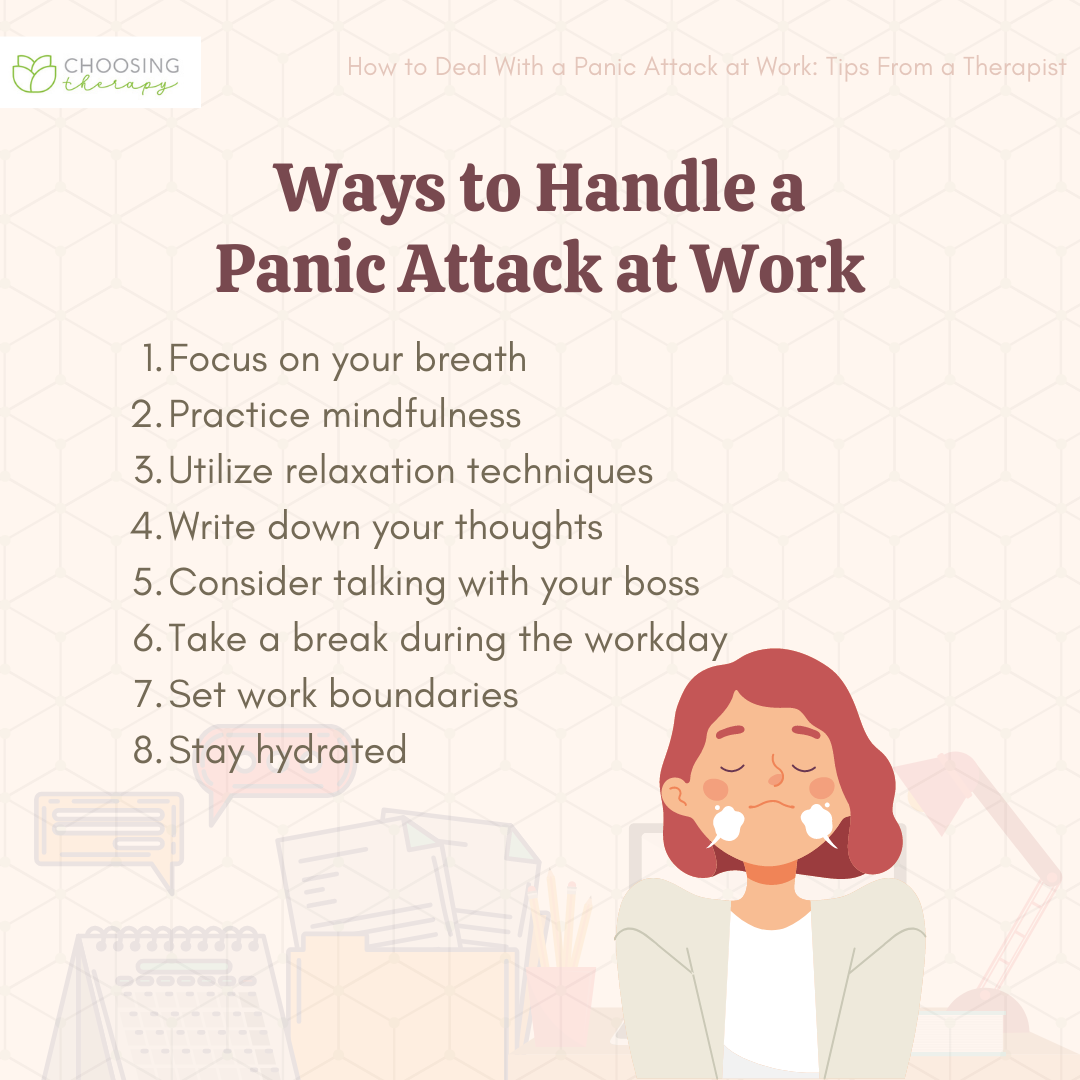 CHOOSING
therapy
How to Deal With a Panic Attack at Work: Tips From a Therapist
Ways to Handle a
Panic Attack at Work
1. Focus on your breath
2. Practice mindfulness
3. Utilize relaxation techniques
4. Write down your thoughts
5. Consider talking with your boss
6. Take a break during the workday
7. Set work boundaries
8. Stay hydrated